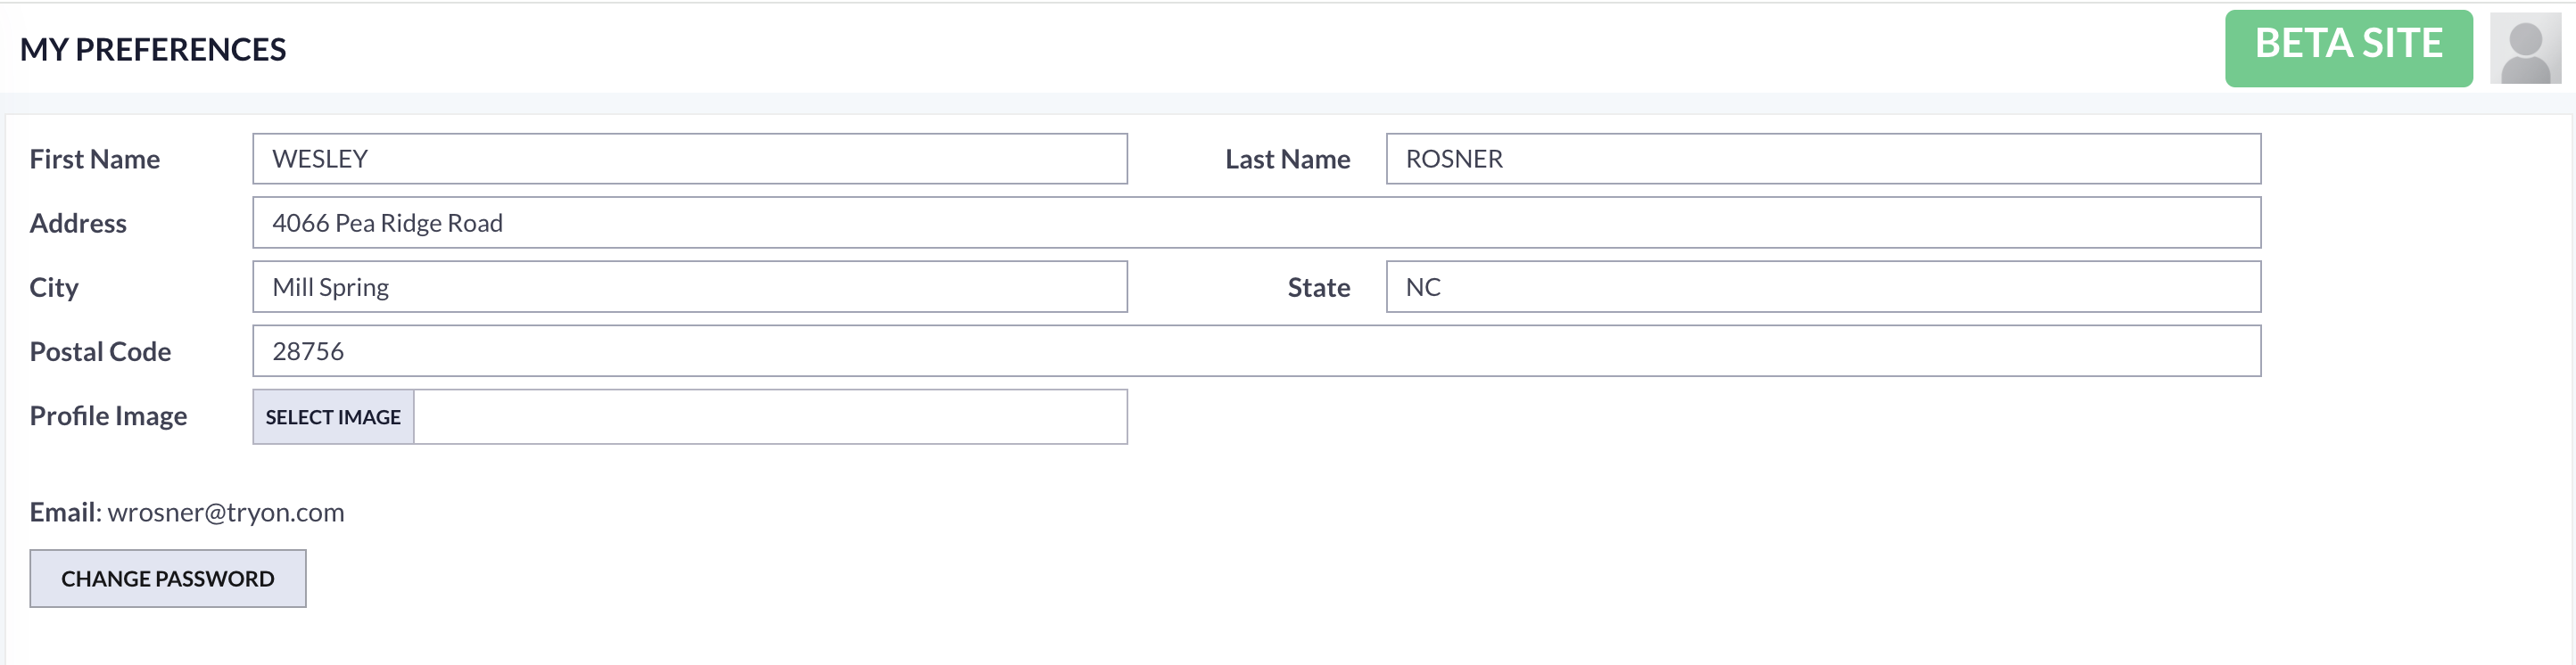 MY PREFERENCES
BETA SITE
First Name WESLEY Last Name ROSNER
Address 4066 Pea Ridge Road
City Mill Spring State NC
Postal Code 28756
Profile Image SELECT IMAGE
Email: wrosner@tryon.com
CHANGE PASSWORD